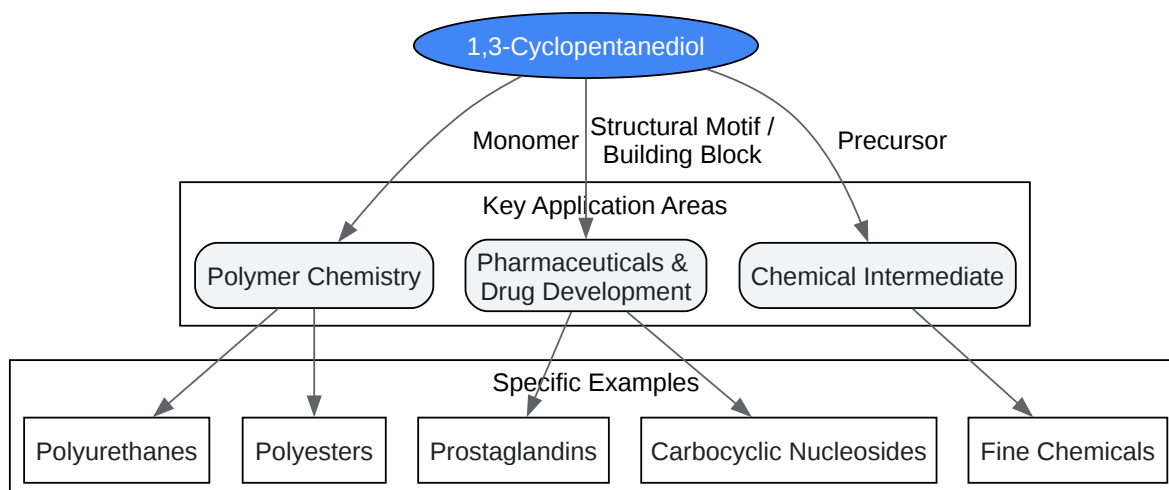 1,3-Cyclopentanediol
Monomer
Structural Motif /
Building Block
Precursor
Key Application Areas
Polymer Chemistry
Pharmaceuticals &
Drug Development
Chemical Intermediate
Specific Examples
Polyurethanes
Polyesters
Prostaglandins
Carbocyclic Nucleosides
Fine Chemicals